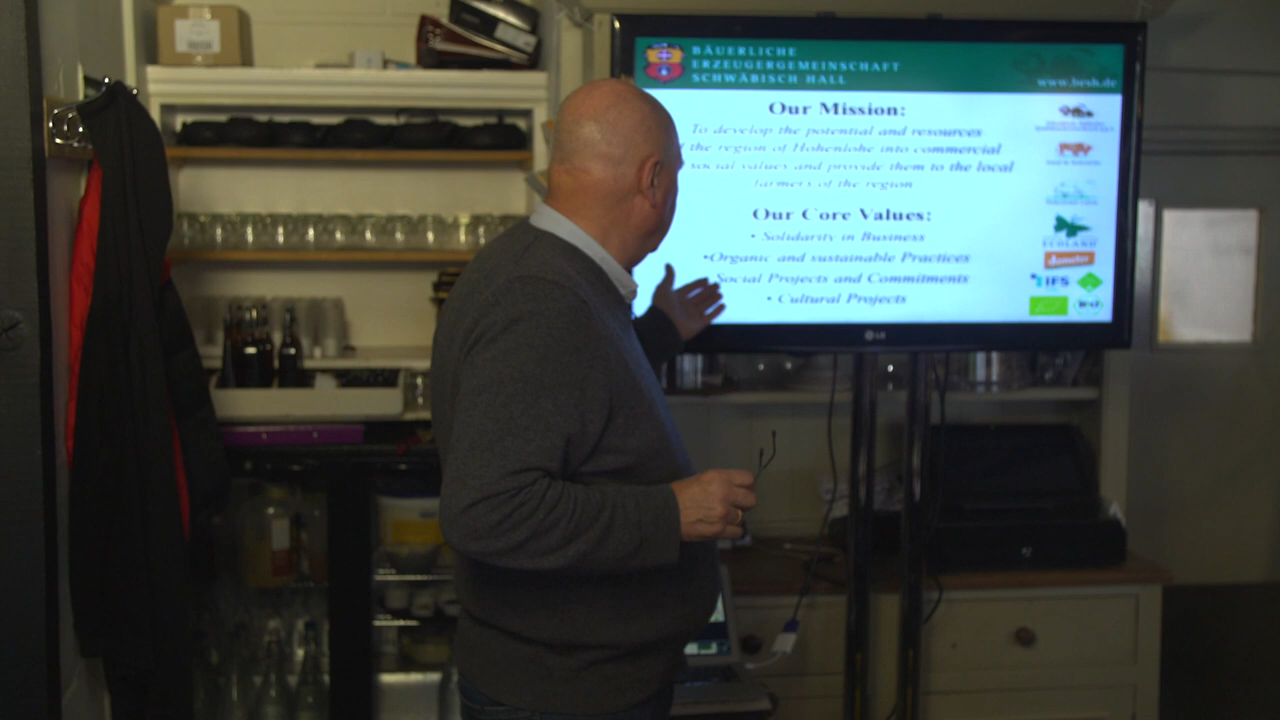 BÄUERLICHE
ERZEUGERGEMEINSCHAFT
SCHWÄBISCH HALL
www.besh.de
Our Mission:
To develop the potential and resources
the region of Hohenlohe into commercial
social values and provide them to the local
farmers of the region
Our Core Values:
• Solidarity in Business
•Organic and sustainable Practices
Social Projects and Commitments
• Cultural Projects
ECOLAND
demeter
IFS
LG